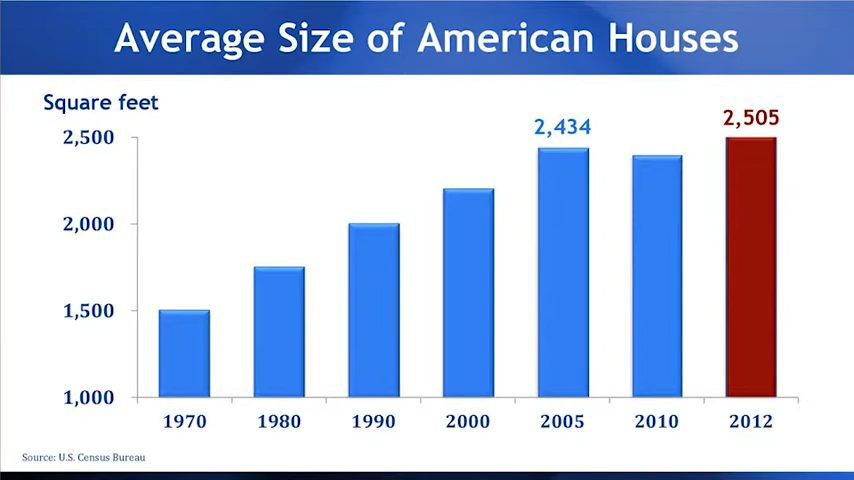 Average Size of American Houses
Square feet
2,434
2,505
2,500
2,000
1,500
1,000
1970 1980 1990 2000 2005 2010 2012
Source: U.S. Census Bureau